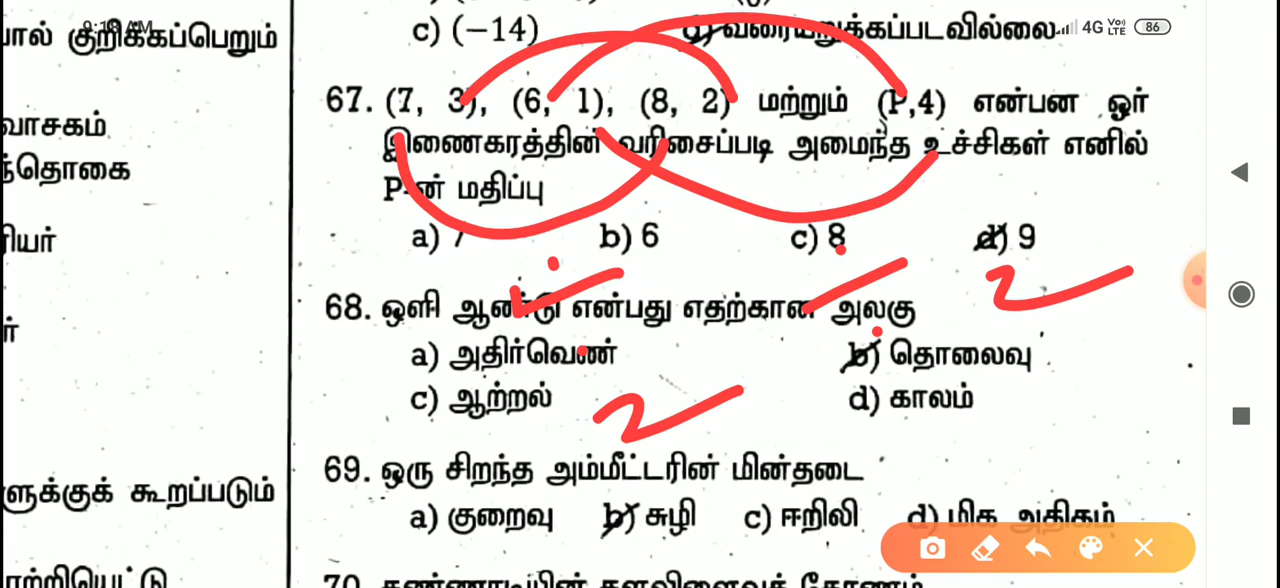 9:18 AM
4G Vo) LTE 86
பால் குறிக்கப்பெறும்
c) (−14) d) வரையறுக்கப்படவில்லை.
67. (7, 3), (6, 1), (8, 2) மற்றும் (P,4) என்பன ஓர்
இணைகரத்தின் வரிசைப்படி அமைந்த உச்சிகள் எனில்
P-ன் மதிப்பு
a) 7 b) 6 c) 8 d) 9
68. ஒளி ஆண்டு என்பது எதற்கான அலகு
a) அதிர்வெண் b) தொலைவு
c) ஆற்றல் d) காலம்
69. ஒரு சிறந்த அம்மீட்டரின் மின்தடை
a) குறைவு b) சுழி c) ஈறிலி d) மிக அதிகம்
வாசகம்
ந்தொகை
ரியர்
ர்
ளுக்குக் கூறப்படும்